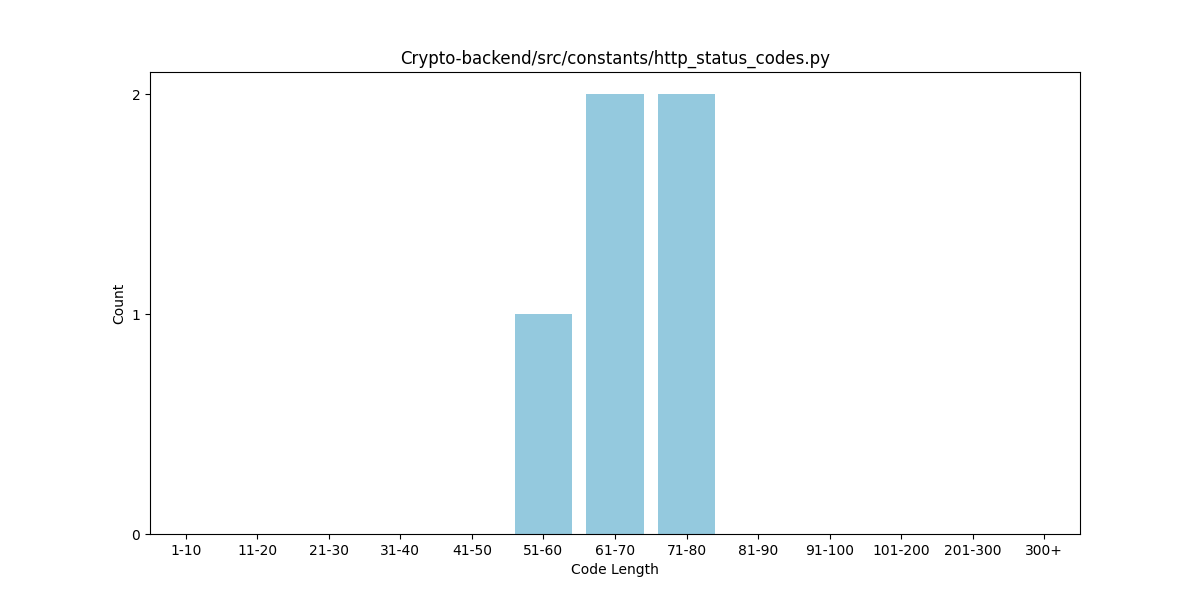 Crypto-backend/src/constants/http_status_codes.py
2
1
0
Count
1-10 11-20 21-30 31-40 41-50 51-60 61-70 71-80 81-90 91-100 101-200 201-300 300+
Code Length